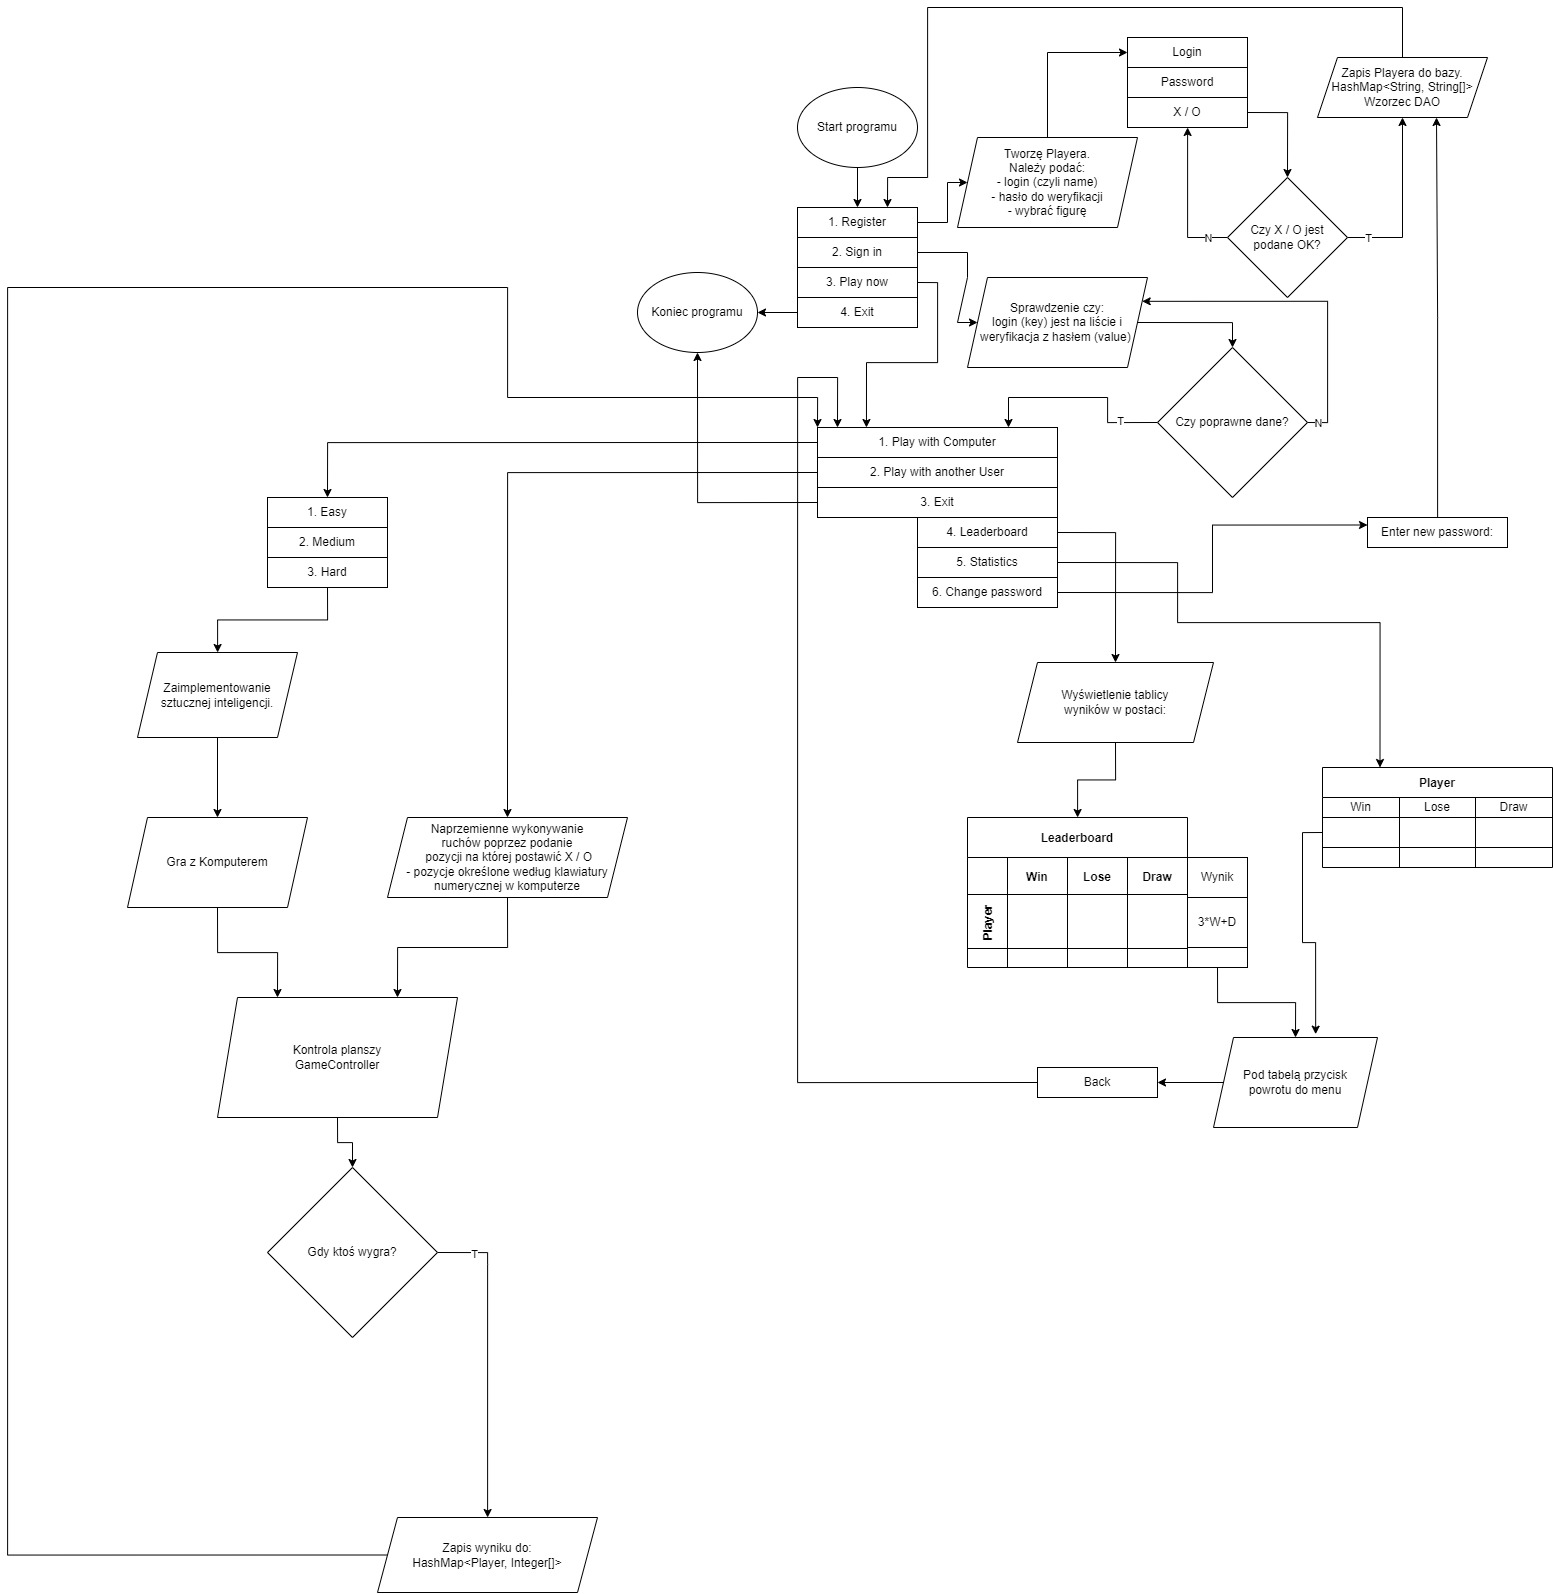 Start programu
Login
Password
X / O
Zapis Playera do bazy.
HashMap<String, String[]>
Wzorzec DAO
Tworzę Playera.
Należy podać:
- login (czyli name)
- hasło do weryfikacji
- wybrać figurę
1. Register
2. Sign in
3. Play now
4. Exit
Czy X / O jest
podane OK?
N
T
Koniec programu
Sprawdzenie czy:
login (key) jest na liście i
weryfikacja z hasłem (value)
Czy poprawne dane?
T
N
1. Play with Computer
2. Play with another User
3. Exit
4. Leaderboard
5. Statistics
6. Change password
Enter new password:
1. Easy
2. Medium
3. Hard
Zaimplementowanie
sztucznej inteligencji.
Wyświetlenie tablicy
wyników w postaci:
Player
Win
Lose
Draw
Gra z Komputerem
Naprzemienne wykonywanie
ruchów poprzez podanie
pozycji na której postawić X / O
- pozycje określone według klawiatury
numerycznej w komputerze
Leaderboard
Win
Lose
Draw
Wynik
Player
3*W+D
Kontrola planszy
GameController
Back
Pod tabelą przycisk
powrotu do menu
Gdy ktoś wygra?
T
Zapis wyniku do:
HashMap<Player, Integer[]>